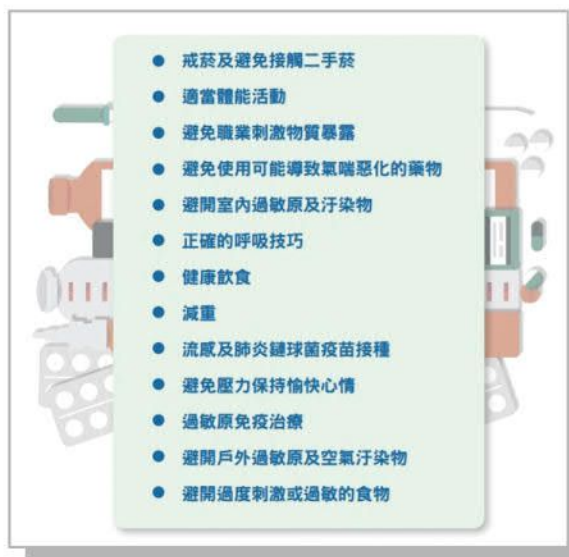 ● 戒菸及避免接觸二手菸
● 適當體能活動
● 避免職業刺激物質暴露
● 避免使用可能導致氣喘惡化的藥物
● 避開室內過敏原及汙染物
● 正確的呼吸技巧
● 健康飲食
● 減重
● 流感及肺炎鏈球菌疫苗接種
● 避免壓力保持愉快心情
● 過敏原免疫治療
● 避開戶外過敏原及空氣汙染物
● 避開過度刺激或過敏的食物